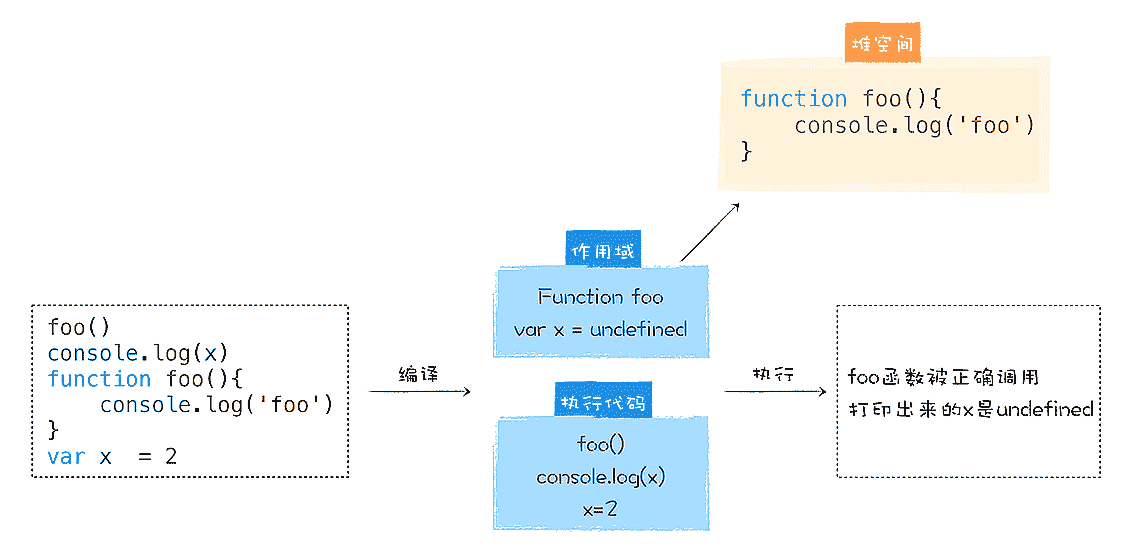 堆空间
function foo(){
    console.log('foo')
}
作用域
Function foo
var x = undefined
foo()
console.log(x)
function foo(){
    console.log('foo')
}
var x  = 2
编译
执行代码
foo()
console.log(x)
x=2
执行
foo函数被正确调用
打印出来的x是undefined